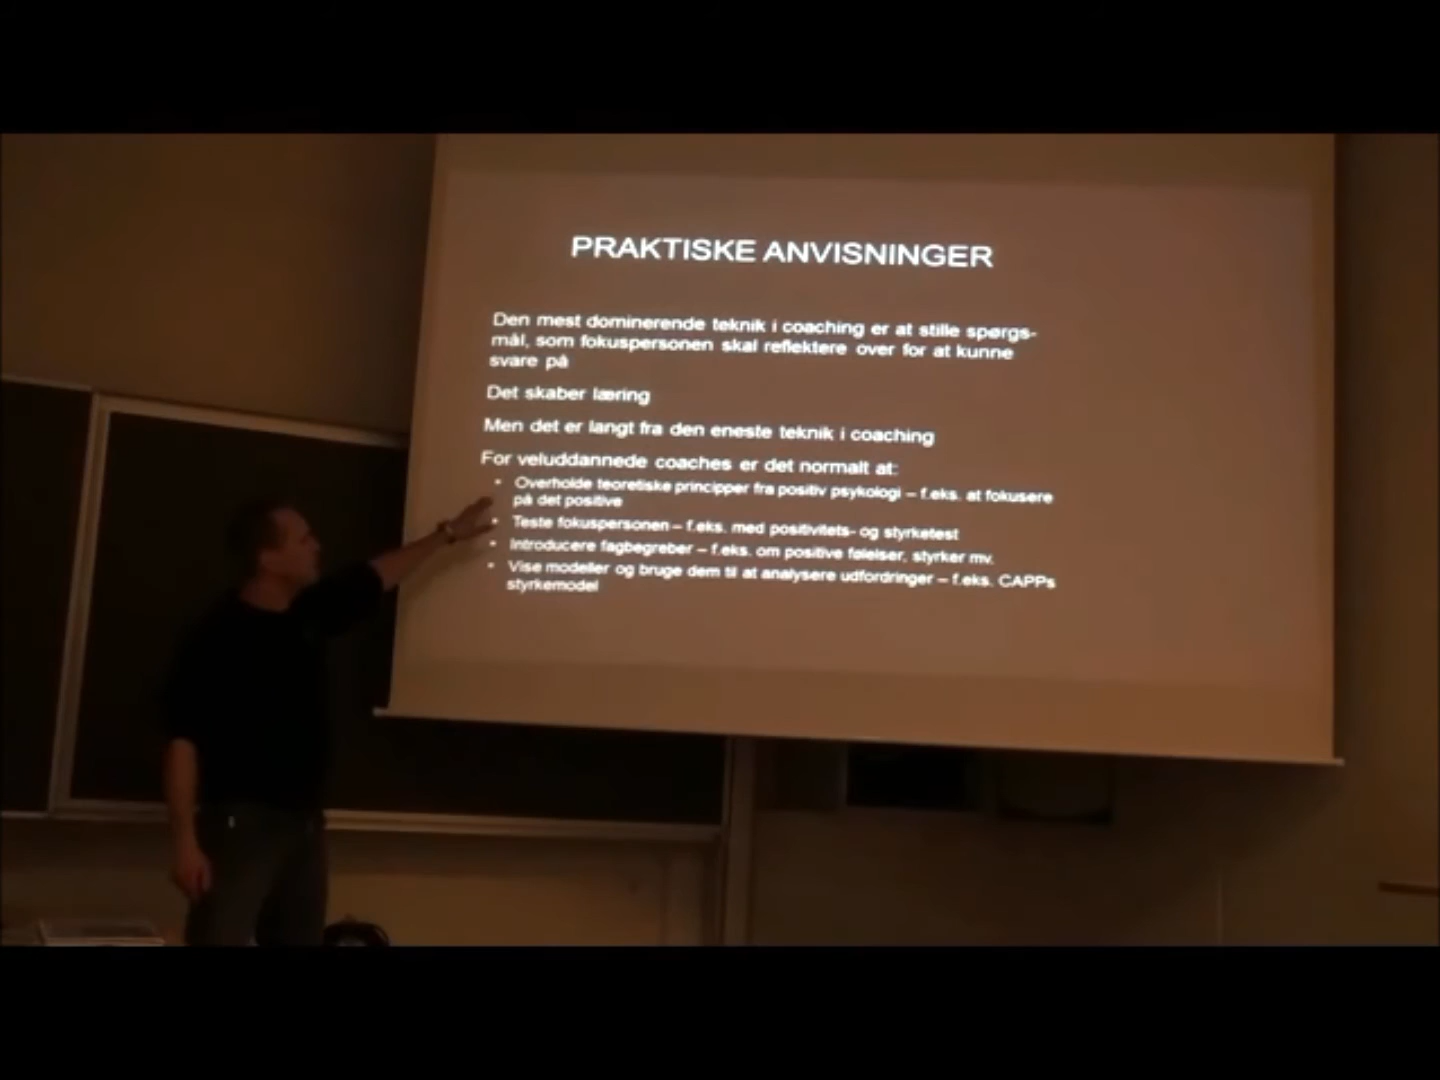 PRAKTISKE ANVISNINGER
Den mest dominerende teknik i coaching er at stille spørgs-
mål, som fokuspersonen skal reflektere over for at kunne
svare på
Det skaber læring
Men det er langt fra den eneste teknik i coaching
For veluddannede coaches er det normalt at:
• Overholde teoretiske principper fra positiv psykologi – f.eks. at fokusere
på det positive
• Teste fokuspersonen – f.eks. med positivitets- og styrketest
• Introducere fagbegreber – f.eks. om positive følelser, styrker mv.
• Vise modeller og bruge dem til at analysere udfordringer – f.eks. CAPPs
styrkemodel